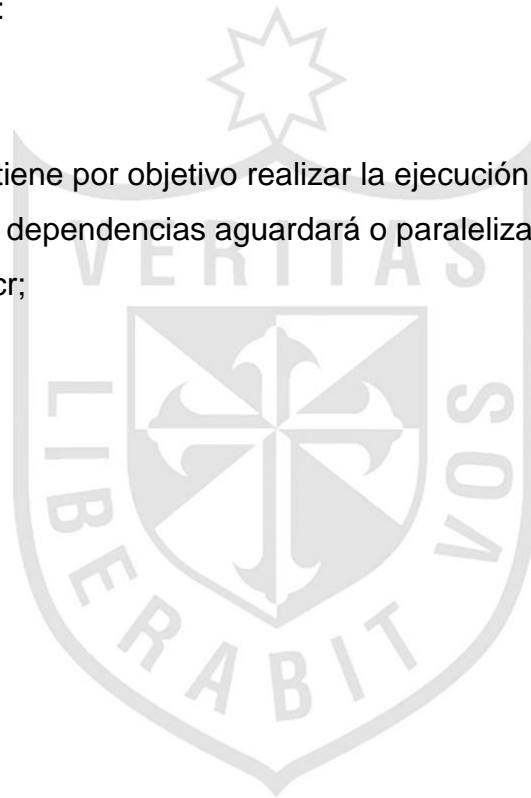 :
tiene por objetivo realizar la ejecución
dependencias aguardará o paraleliza
cr;
VERITAS
LIBERABIT VOS